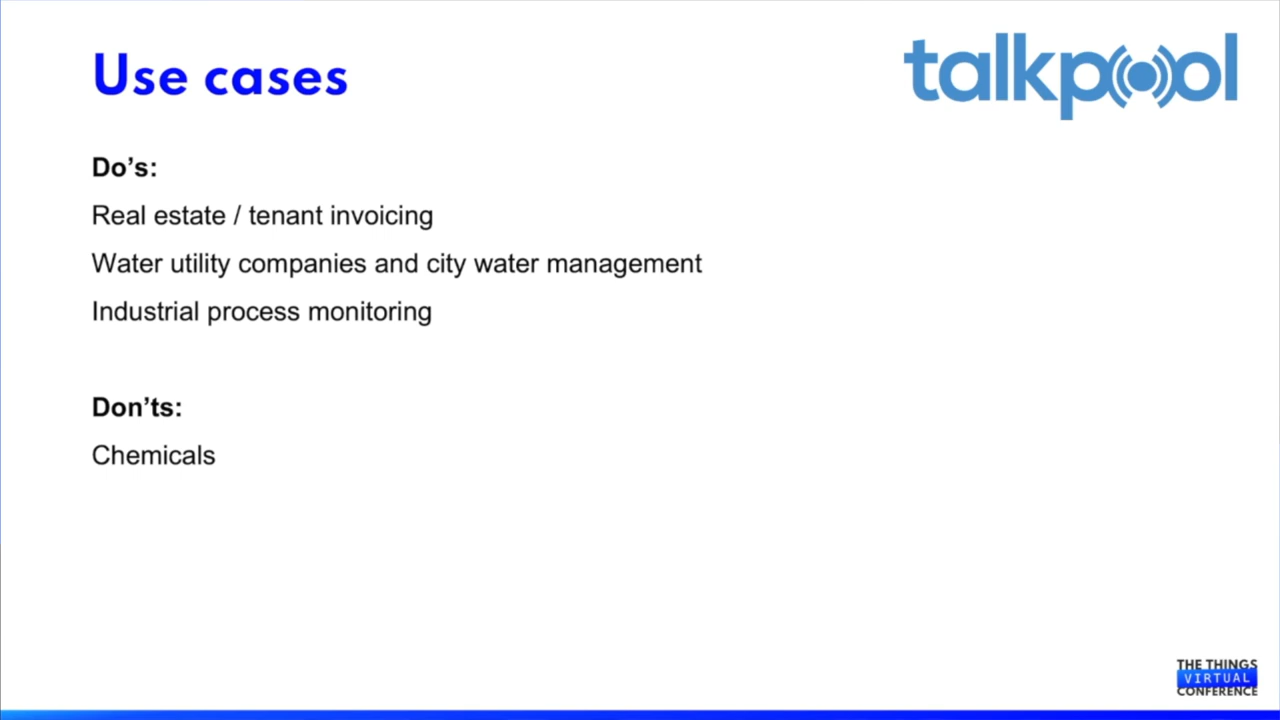 Use cases
talkpool
Do’s:
Real estate / tenant invoicing
Water utility companies and city water management
Industrial process monitoring
Don’ts:
Chemicals
THE THINGS
VIRTUAL
CONFERENCE